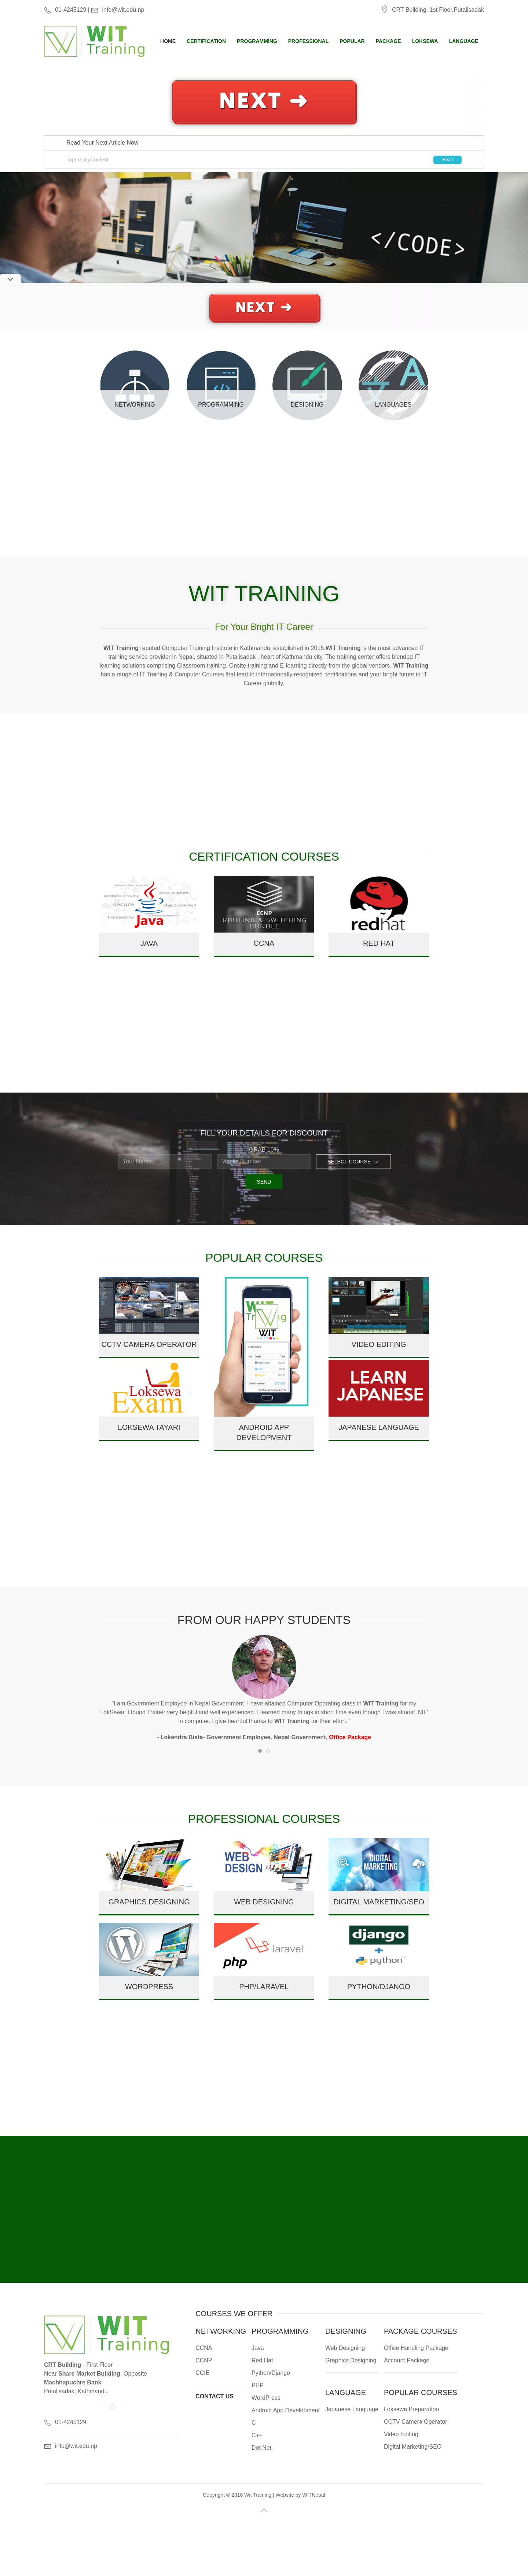 01-4245129 | info@wit.edu.np
CRT Building, 1st Floor,Putalisadak
WIT
Training
HOME CERTIFICATION PROGRAMMING PROFESSIONAL POPULAR PACKAGE LOKSEWA LANGUAGE
NEXT ➜
Read Your Next Article Now
TopFreshyContent
Read
</CODE>
NEXT ➜
NETWORKING
PROGRAMMING
DESIGNING
LANGUAGES
WIT TRAINING
For Your Bright IT Career
WIT Training reputed Computer Training Institute in Kathmandu, established in 2016.WIT Training is the most advanced IT
training service provider in Nepal, situated in Putalisadak , heart of Kathmandu city. The training center offers blended IT
learning solutions comprising Classroom training, Onsite training and E-learning directly from the global vendors. WIT Training
has a range of IT Training & Computer Courses that lead to internationally recognized certifications and your bright future in IT
Career globally.
CERTIFICATION COURSES
secure
Java
CCNP
ROUTING & SWITCHING
BUNDLE
redhat
JAVA
CCNA
RED HAT
FILL YOUR DETAILS FOR DISCOUNT
GRAB 10%
Your Name
Mobile Number
SELECT COURSE
SEND
POPULAR COURSES
CCTV CAMERA OPERATOR
WIT
Training
WIT
VIDEO EDITING
Loksewa
Exam
LEARN
JAPANESE
LOKSEWA TAYARI
ANDROID APP
DEVELOPMENT
JAPANESE LANGUAGE
FROM OUR HAPPY STUDENTS
"I am Government Employee in Nepal Government. I have attained Computer Operating class in WIT Training for my
LokSewa. I found Trainer very helpful and well experienced. I learned many things in short time even though I was almost 'NIL'
in computer. I give heartful thanks to WIT Training for their effort."
- Lokendra Bista- Government Employee, Nepal Government, Office Package
PROFESSIONAL COURSES
WEB
DESIGN
DIGITAL
MARKETING
GRAPHICS DESIGNING
WEB DESIGNING
DIGITAL MARKETING/SEO
php
laravel
django
python
WORDPRESS
PHP/LARAVEL
PYTHON/DJANGO
WIT
Training
CRT Building - First Floor
Near Share Market Building, Opposite
Machhapuchre Bank
Putalisadak, Kathmandu
01-4245129
info@wit.edu.np
COURSES WE OFFER
NETWORKING
CCNA
CCNP
CCIE
CONTACT US
PROGRAMMING
Java
Red Hat
Python/Django
PHP
WordPress
Android App Development
C
C++
Dot Net
DESIGNING
Web Designing
Graphics Designing
LANGUAGE
Japanese Language
PACKAGE COURSES
Office Handling Package
Account Package
POPULAR COURSES
Loksewa Preparation
CCTV Camera Operator
Video Editing
Digital Marketing/SEO
Copyright © 2016 Wit Training | Website by WITNepal